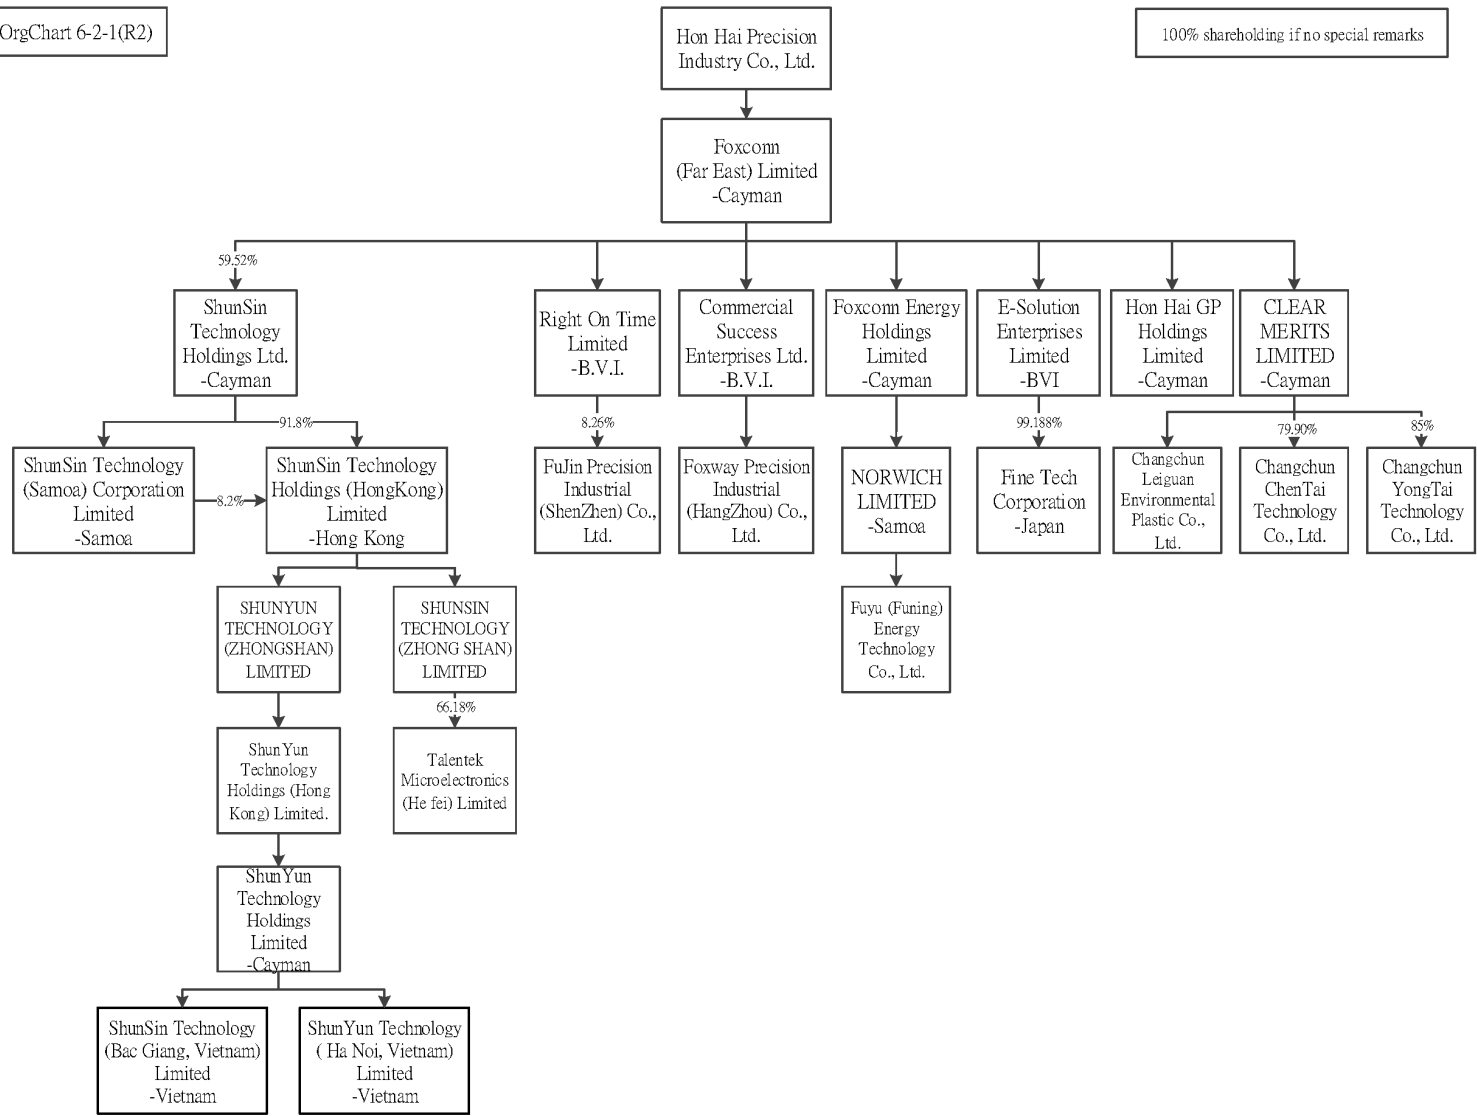 OrgChart 6-2-1(R2)
Hon Hai Precision
Industry Co., Ltd.
100% shareholding if no special remarks
Foxconn
(Far East) Limited
-Cayman
59.52%
ShunSin
Technology
Holdings Ltd.
-Cayman
Right On Time
Limited
-B.V.I.
Commercial
Success
Enterprises Ltd.
-B.V.I.
Foxconn Energy
Holdings
Limited
-Cayman
E-Solution
Enterprises
Limited
-BVI
Hon Hai GP
Holdings
Limited
-Cayman
CLEAR
MERITS
LIMITED
-Cayman
91.8%
8.26%
99.188%
79.90%
85%
ShunSin Technology
(Samoa) Corporation
Limited
-Samoa
8.2%
ShunSin Technology
Holdings (HongKong)
Limited
-Hong Kong
FuJin Precision
Industrial
(ShenZhen) Co.,
Ltd.
Foxway Precision
Industrial
(HangZhou) Co.,
Ltd.
NORWICH
LIMITED
-Samoa
Fine Tech
Corporation
-Japan
Changchun
Leiguan
Environmental
Plastic Co.,
Ltd.
Changchun
ChenTai
Technology
Co., Ltd.
Changchun
YongTai
Technology
Co., Ltd.
SHUNYUN
TECHNOLOGY
(ZHONGSHAN)
LIMITED
SHUNSIN
TECHNOLOGY
(ZHONG SHAN)
LIMITED
Fuyu (Funing)
Energy
Technology
Co., Ltd.
66.18%
ShunYun
Technology
Holdings (Hong
Kong) Limited.
Talentek
Microelectronics
(He fei) Limited
ShunYun
Technology
Holdings
Limited
-Cayman
ShunSin Technology
(Bac Giang, Vietnam)
Limited
-Vietnam
ShunYun Technology
( Ha Noi, Vietnam)
Limited
-Vietnam